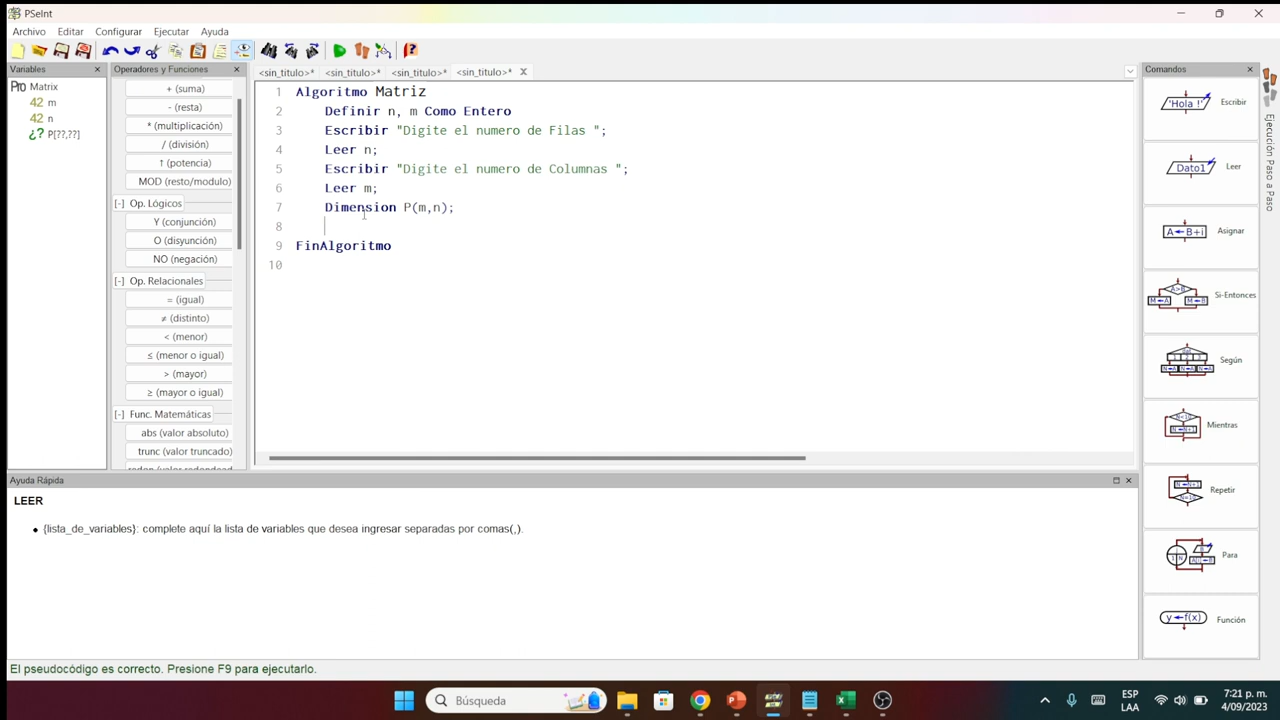 PSeInt
Archivo Editar Configurar Ejecutar Ayuda
Variables
Operadores y Funciones
<sin_titulo>* <sin_titulo>* <sin_titulo>* <sin_titulo>*
Comandos
Matrix
42 m
42 n
¿? P[??,??]
+ (suma)
- (resta)
* (multiplicación)
/ (división)
↑ (potencia)
MOD (resto/modulo)
[-] Op. Lógicos
Y (conjunción)
O (disyunción)
NO (negación)
[-] Op. Relacionales
= (igual)
≠ (distinto)
< (menor)
≤ (menor o igual)
> (mayor)
≥ (mayor o igual)
[-] Func. Matemáticas
abs (valor absoluto)
trunc (valor truncado)
1 Algoritmo Matriz
2 Definir n, m Como Entero
3 Escribir "Digite el numero de Filas ";
4 Leer n;
5 Escribir "Digite el numero de Columnas ";
6 Leer m;
7 Dimension P(m,n);
8
9 FinAlgoritmo
10
'Hola !' Escribir
Dato1 Leer
A←B+i Asignar
Si-Entonces
Según
Mientras
Repetir
Para
y←f(x) Función
Ejecución Paso a Paso
Ayuda Rápida
LEER
• {lista_de_variables}: complete aquí la lista de variables que desea ingresar separadas por comas(,).
El pseudocódigo es correcto. Presione F9 para ejecutarlo.
Búsqueda
ESP
LAA
7:21 p. m.
4/09/2023